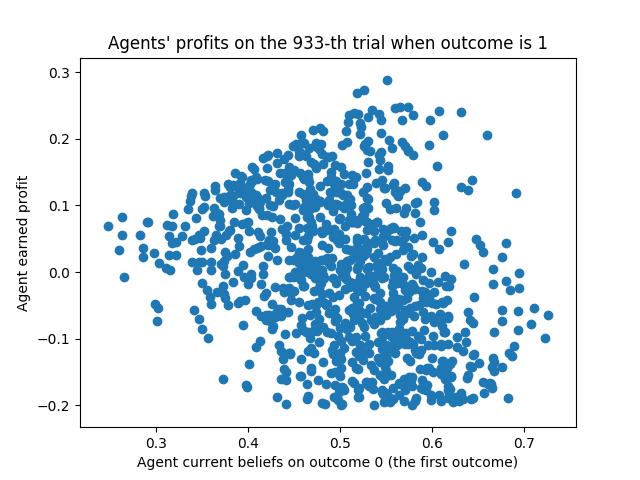 Agents' profits on the 933-th trial when outcome is 1
0.3
0.2
0.1
0.0
−0.1
−0.2
Agent earned profit
0.3 0.4 0.5 0.6 0.7
Agent current beliefs on outcome 0 (the first outcome)